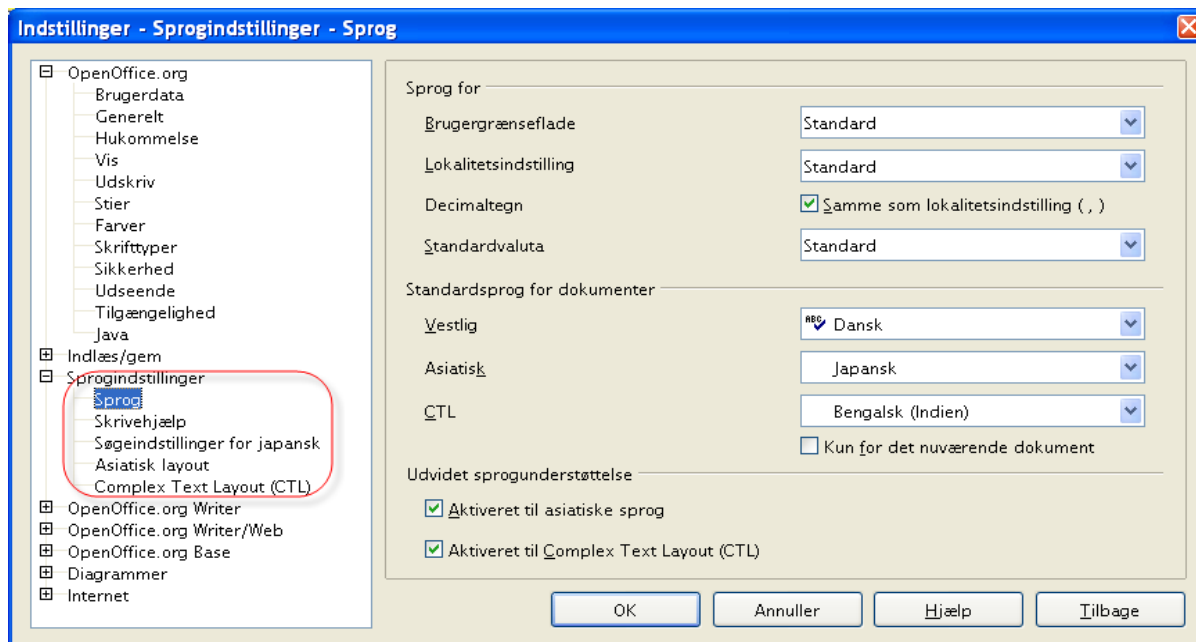 Indstillinger - Sprogindstillinger - Sprog
OpenOffice.org
Brugerdata
Generelt
Hukommelse
Vis
Udskriv
Stier
Farver
Skrifttyper
Sikkerhed
Udseende
Tilgængelighed
Java
Indlæs/gem
Sprogindstillinger
Sprog
Skrivehjælp
Søgeindstillinger for japansk
Asiatisk layout
Complex Text Layout (CTL)
OpenOffice.org Writer
OpenOffice.org Writer/Web
OpenOffice.org Base
Diagrammer
Internet
Sprog for
Brugergrænseflade Standard
Lokalitetsindstilling Standard
Decimaltegn Samme som lokalitetsindstilling ( , )
Standardvaluta Standard
Standardsprog for dokumenter
Vestlig ABC Dansk
Asiatisk Japansk
CTL Bengalsk (Indien)
Kun for det nuværende dokument
Udvidet sprogunderstøttelse
Aktiveret til asiatiske sprog
Aktiveret til Complex Text Layout (CTL)
OK Annuller Hjælp Tilbage